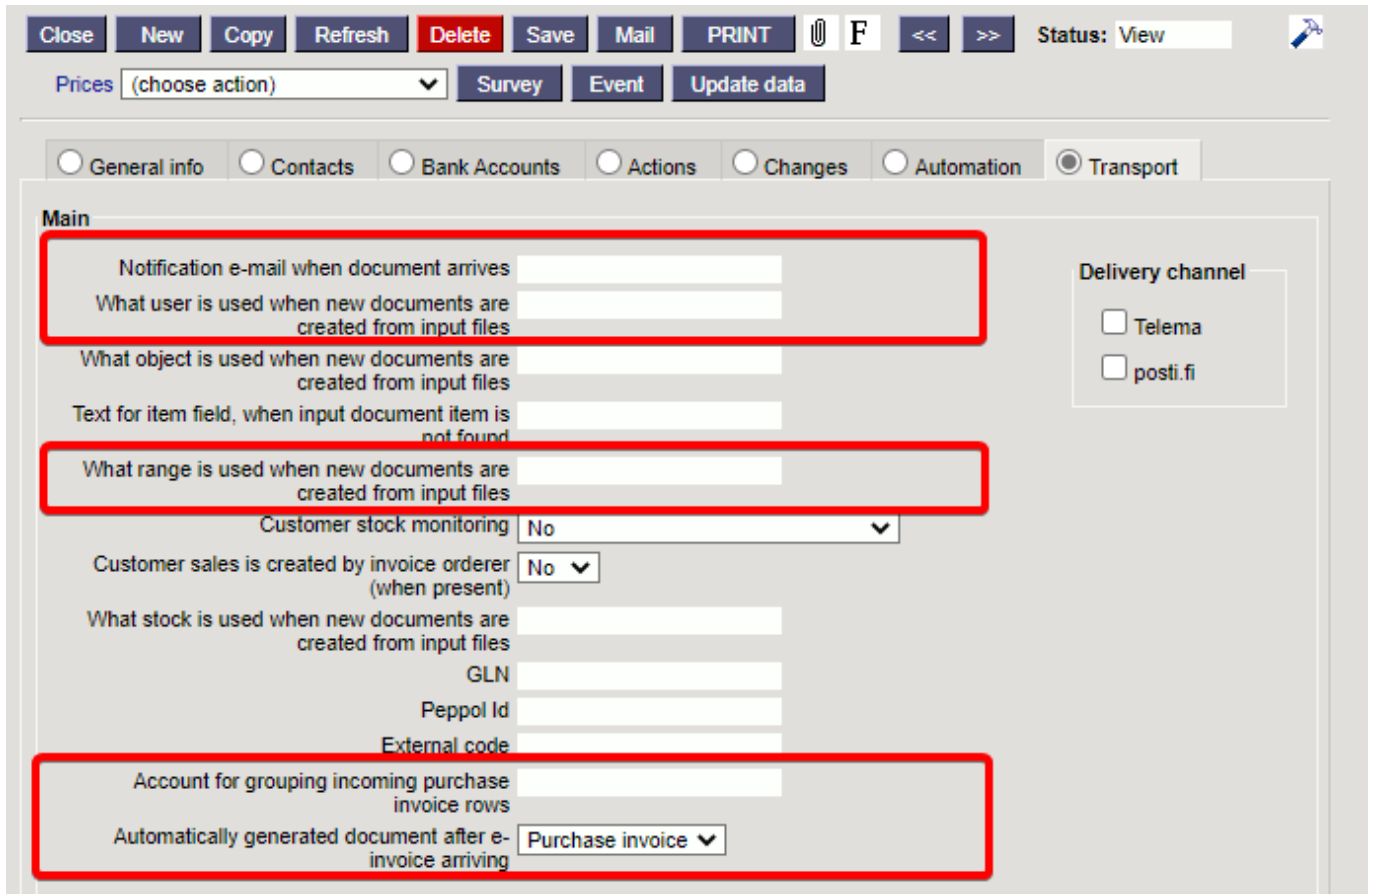 Close New Copy Refresh Delete Save Mail PRINT F << >> Status: View
Prices (choose action) Survey Event Update data
General info Contacts Bank Accounts Actions Changes Automation Transport
Main
Notification e-mail when document arrives
What user is used when new documents are
created from input files
What object is used when new documents are
created from input files
Text for item field, when input document item is
not found
What range is used when new documents are
created from input files
Customer stock monitoring No
Customer sales is created by invoice orderer
(when present) No
What stock is used when new documents are
created from input files
GLN
Peppol Id
External code
Account for grouping incoming purchase
invoice rows
Automatically generated document after e-
invoice arriving Purchase invoice
Delivery channel
Telema
posti.fi